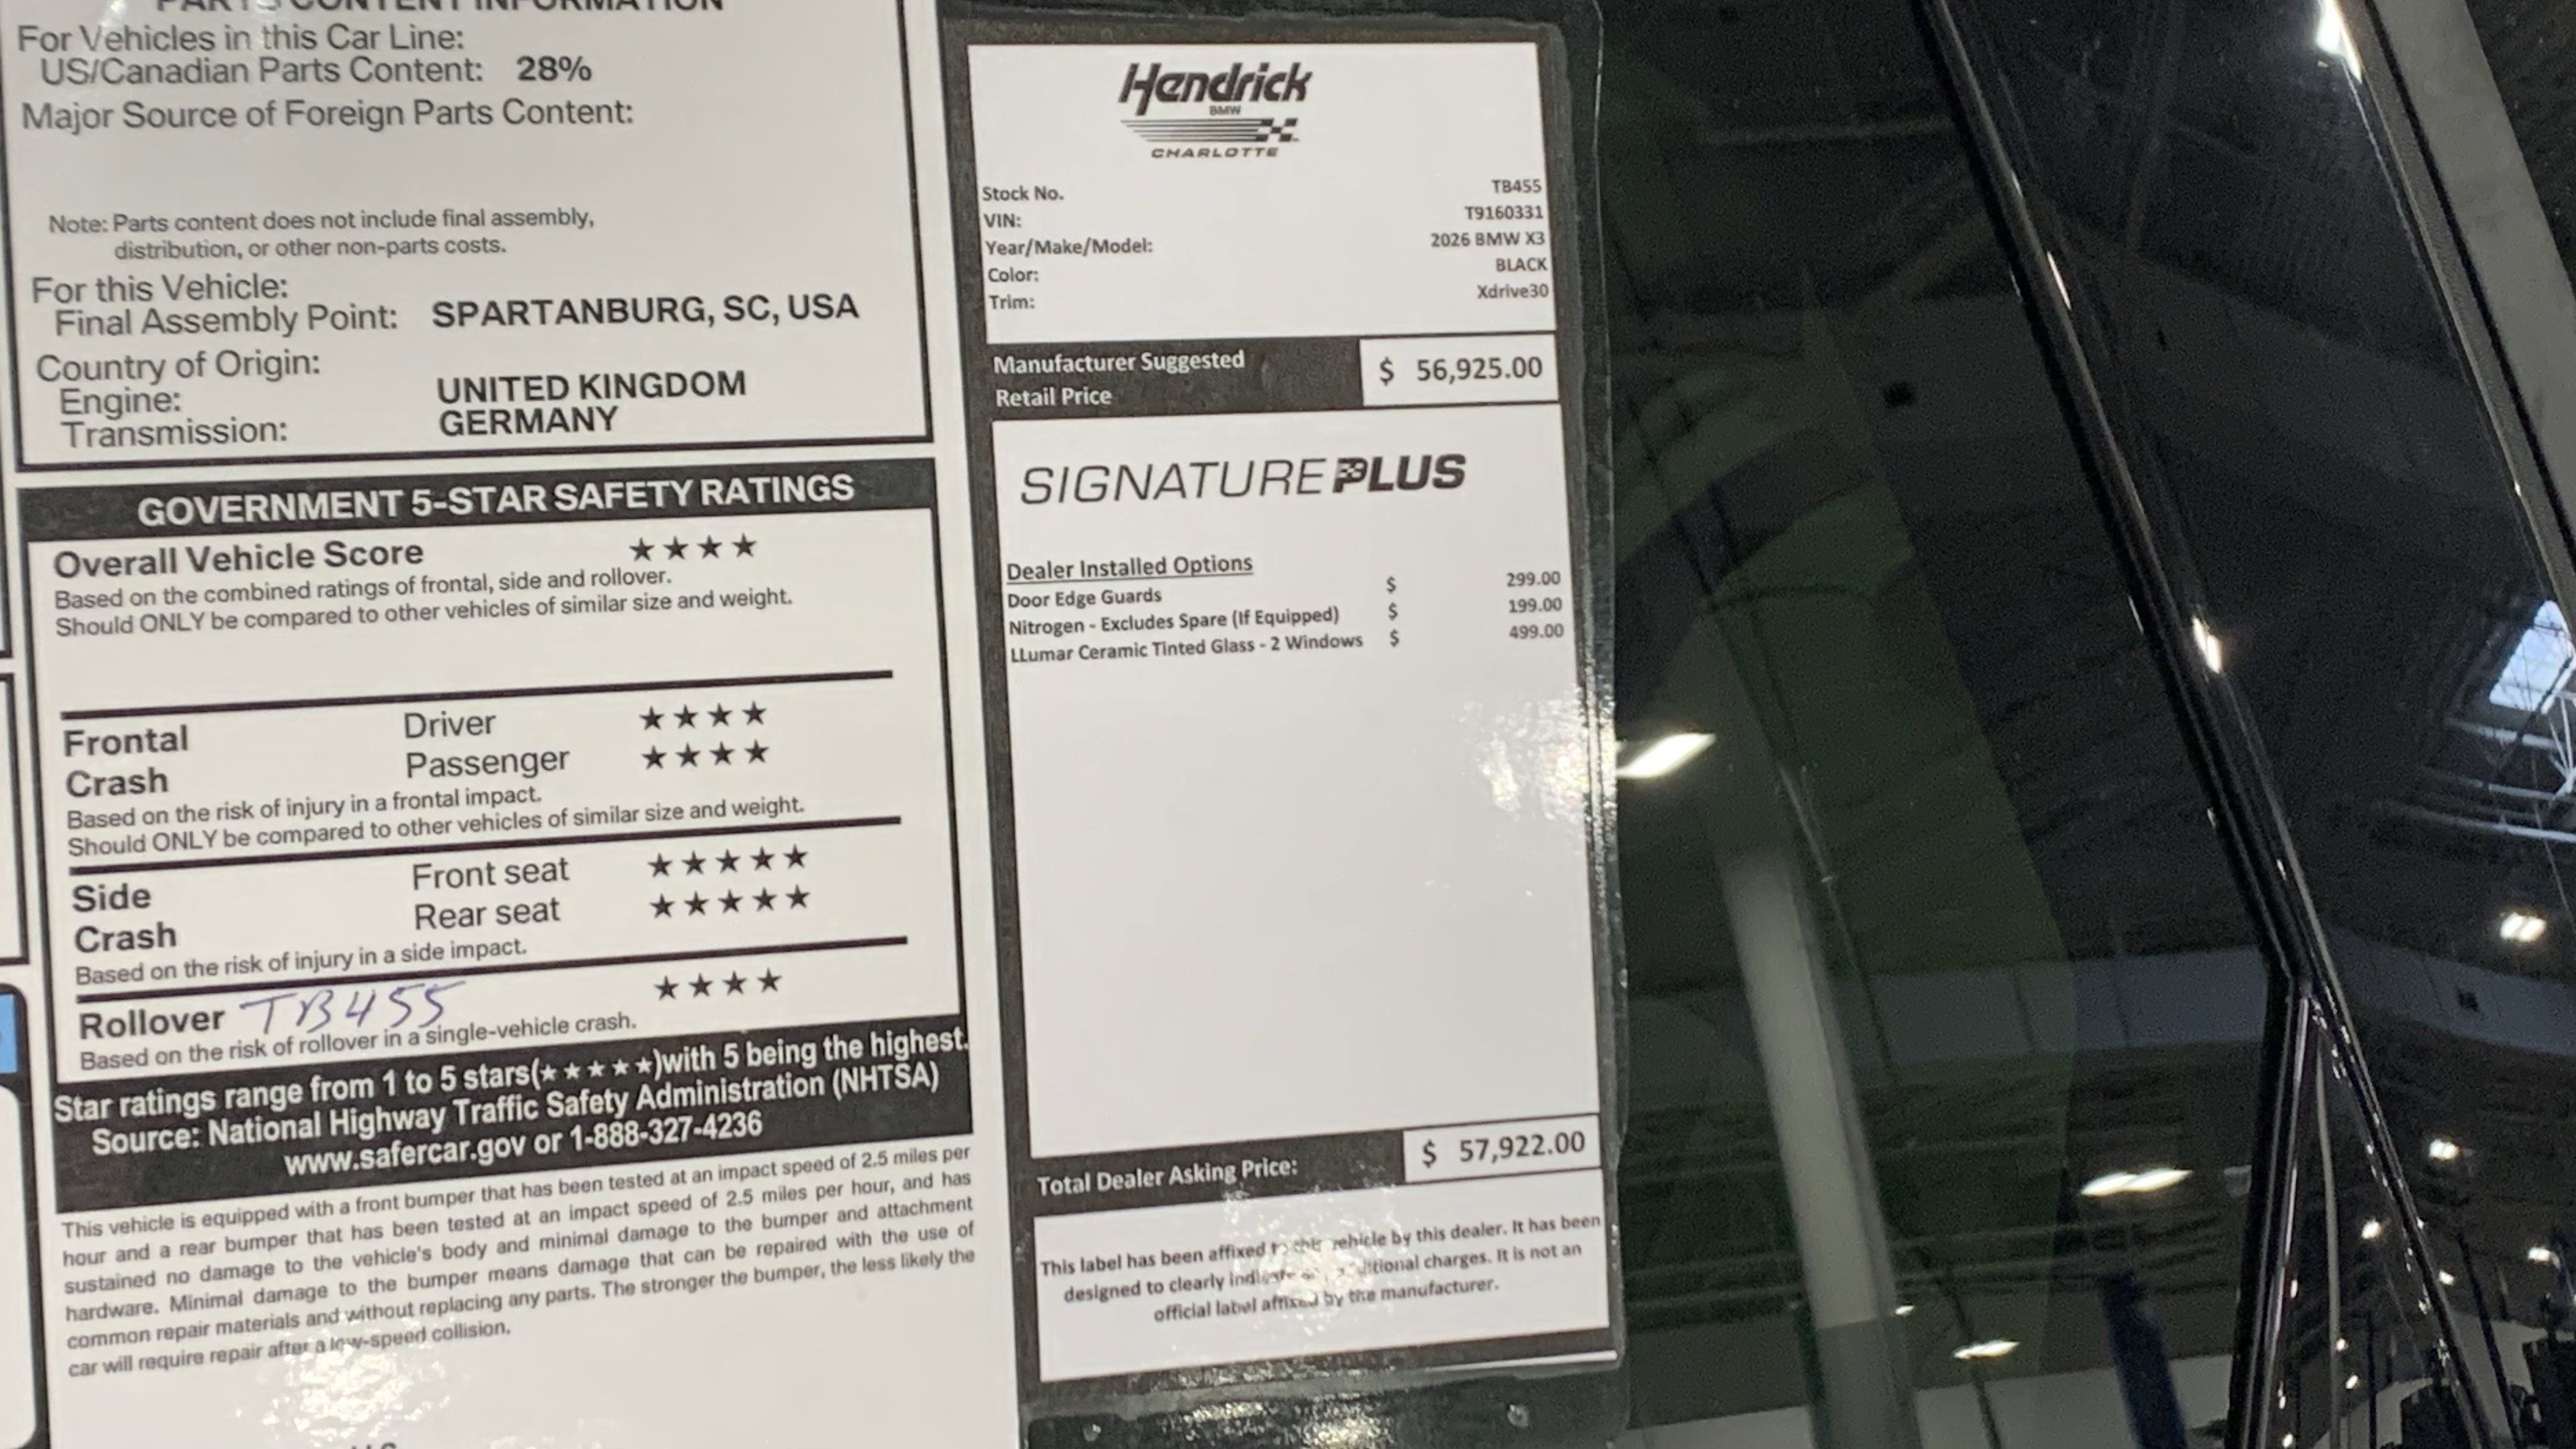 PARTS CONTENT INFORMATION
For Vehicles in this Car Line:
US/Canadian Parts Content: 28%
Major Source of Foreign Parts Content:
Note: Parts content does not include final assembly,
distribution, or other non-parts costs.
For this Vehicle:
Final Assembly Point: SPARTANBURG, SC, USA
Country of Origin:
Engine: UNITED KINGDOM
Transmission: GERMANY
GOVERNMENT 5-STAR SAFETY RATINGS
Overall Vehicle Score ★★★★
Based on the combined ratings of frontal, side and rollover.
Should ONLY be compared to other vehicles of similar size and weight.
Frontal Driver ★★★★
Crash Passenger ★★★★
Based on the risk of injury in a frontal impact.
Should ONLY be compared to other vehicles of similar size and weight.
Side Front seat ★★★★★
Crash Rear seat ★★★★★
Based on the risk of injury in a side impact.
Rollover TB455 ★★★★
Based on the risk of rollover in a single-vehicle crash.
Star ratings range from 1 to 5 stars(★★★★★)with 5 being the highest.
Source: National Highway Traffic Safety Administration (NHTSA)
www.safercar.gov or 1-888-327-4236
This vehicle is equipped with a front bumper that has been tested at an impact speed of 2.5 miles per
hour and a rear bumper that has been tested at an impact speed of 2.5 miles per hour, and has
sustained no damage to the vehicle's body and minimal damage to the bumper and attachment
hardware. Minimal damage to the bumper means damage that can be repaired with the use of
common repair materials and without replacing any parts. The stronger the bumper, the less likely the
car will require repair after a low-speed collision.
Hendrick
BMW
CHARLOTTE
Stock No. TB455
VIN: T9160331
Year/Make/Model: 2026 BMW X3
Color: BLACK
Trim: Xdrive30
Manufacturer Suggested
Retail Price $ 56,925.00
SIGNATURE PLUS
Dealer Installed Options
Door Edge Guards $ 299.00
Nitrogen - Excludes Spare (If Equipped) $ 199.00
LLumar Ceramic Tinted Glass - 2 Windows $ 499.00
Total Dealer Asking Price: $ 57,922.00
This label has been affixed to this vehicle by this dealer. It has been
designed to clearly indicate additional charges. It is not an
official label affixed by the manufacturer.